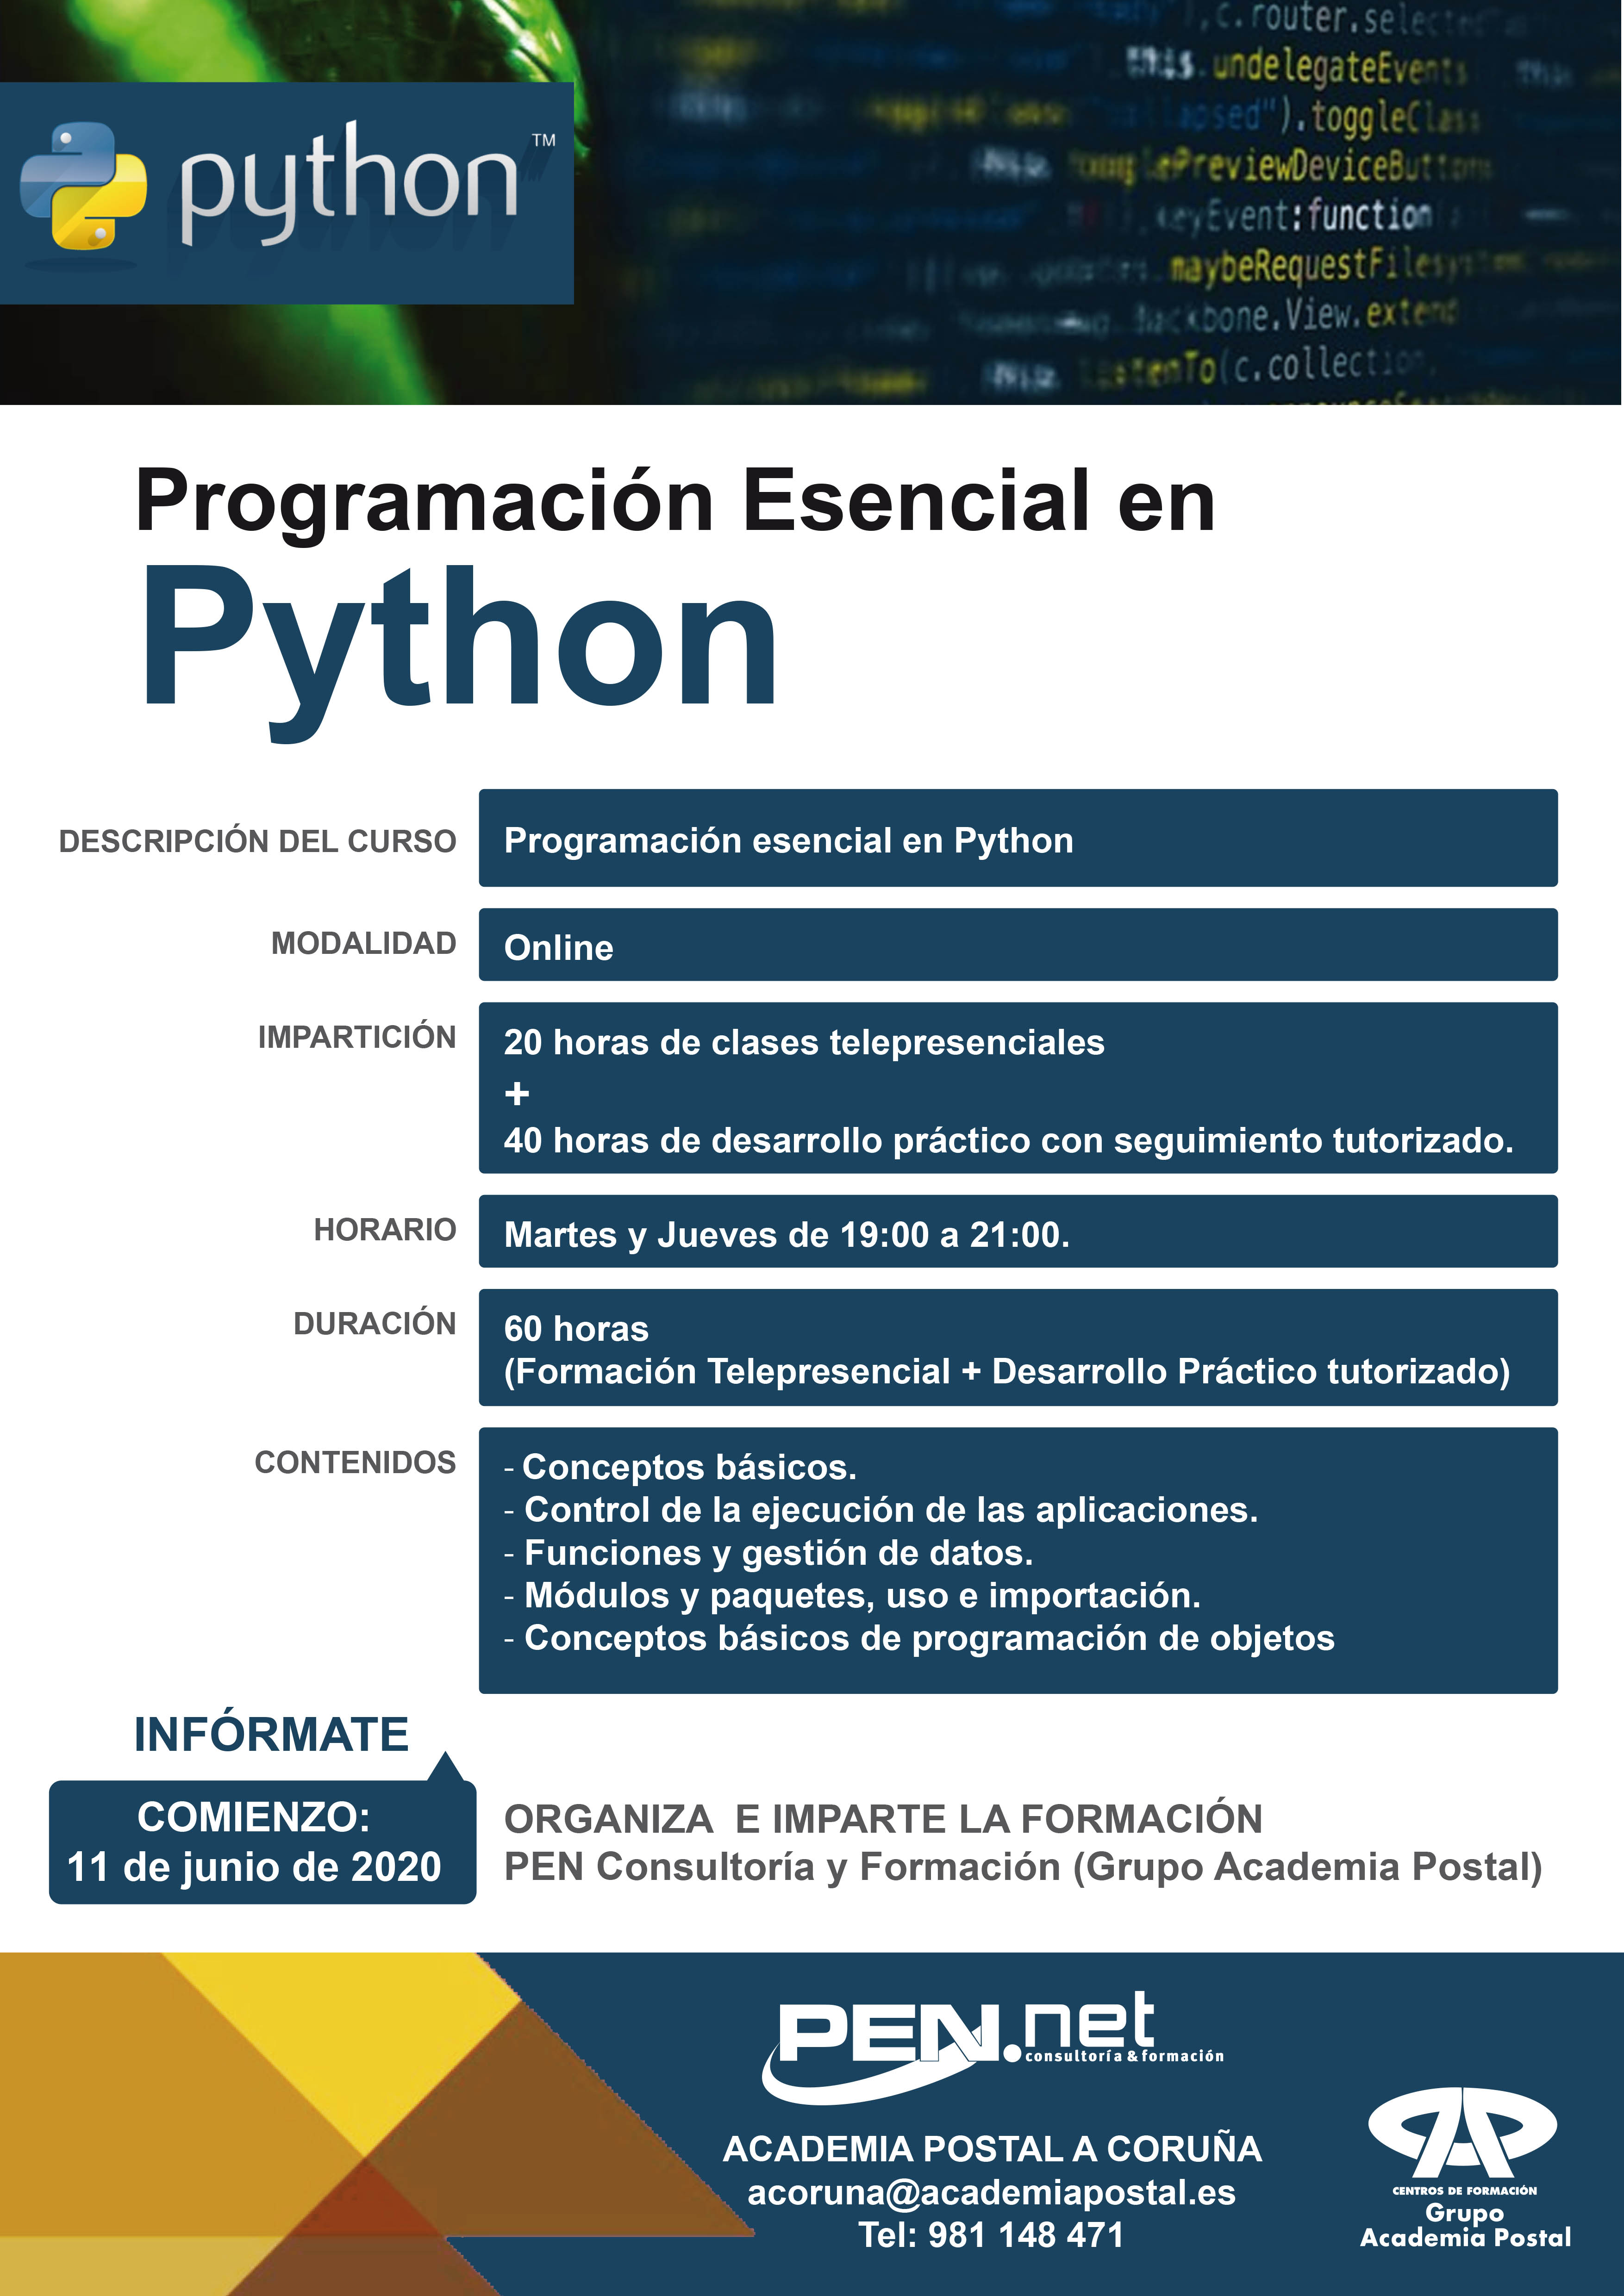 ,c.router.selected
this.undelegateEvents
apsed").toggleClass
PreviewDeviceButtons
keyEvent:function
maybeRequestFilesystem
Backbone.View.extend
(c.collection,
python™
Programación Esencial en
Python
DESCRIPCIÓN DEL CURSO
Programación esencial en Python
MODALIDAD
Online
IMPARTICIÓN
20 horas de clases telepresenciales
+
40 horas de desarrollo práctico con seguimiento tutorizado.
HORARIO
Martes y Jueves de 19:00 a 21:00.
DURACIÓN
60 horas
(Formación Telepresencial + Desarrollo Práctico tutorizado)
CONTENIDOS
- Conceptos básicos.
- Control de la ejecución de las aplicaciones.
- Funciones y gestión de datos.
- Módulos y paquetes, uso e importación.
- Conceptos básicos de programación de objetos
INFÓRMATE
COMIENZO:
11 de junio de 2020
ORGANIZA E IMPARTE LA FORMACIÓN
PEN Consultoría y Formación (Grupo Academia Postal)
PEN.net
consultoría & formación
ACADEMIA POSTAL A CORUÑA
acoruna@academiapostal.es
Tel: 981 148 471
CENTROS DE FORMACIÓN
Grupo
Academia Postal